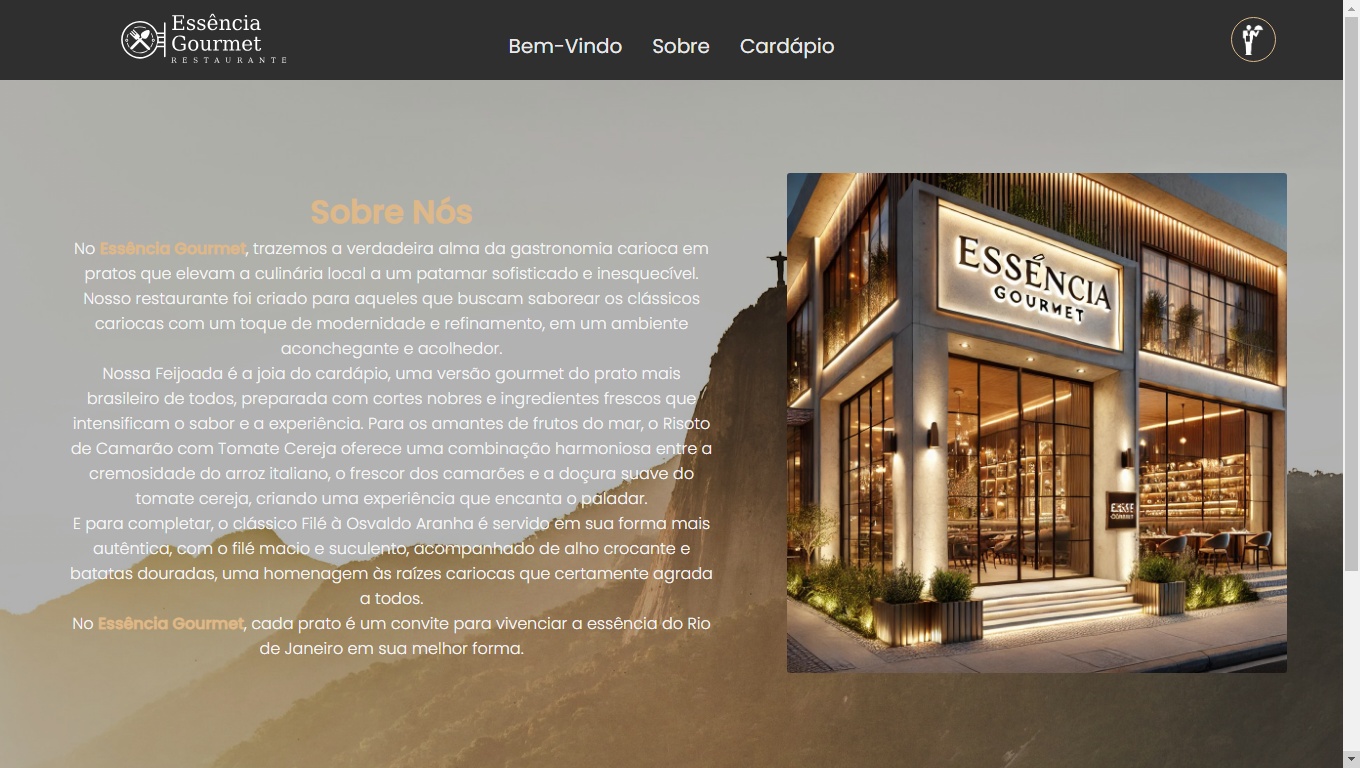 Essência
Gourmet
RESTAURANTE
Bem-Vindo Sobre Cardápio
Sobre Nós
No Essência Gourmet, trazemos a verdadeira alma da gastronomia carioca em
pratos que elevam a culinária local a um patamar sofisticado e inesquecível.
Nosso restaurante foi criado para aqueles que buscam saborear os clássicos
cariocas com um toque de modernidade e refinamento, em um ambiente
aconchegante e acolhedor.
Nossa Feijoada é a joia do cardápio, uma versão gourmet do prato mais
brasileiro de todos, preparada com cortes nobres e ingredientes frescos que
intensificam o sabor e a experiência. Para os amantes de frutos do mar, o Risoto
de Camarão com Tomate Cereja oferece uma combinação harmoniosa entre a
cremosidade do arroz italiano, o frescor dos camarões e a doçura suave do
tomate cereja, criando uma experiência que encanta o paladar.
E para completar, o clássico Filé à Osvaldo Aranha é servido em sua forma mais
autêntica, com o filé macio e suculento, acompanhado de alho crocante e
batatas douradas, uma homenagem às raízes cariocas que certamente agrada
a todos.
No Essência Gourmet, cada prato é um convite para vivenciar a essência do Rio
de Janeiro em sua melhor forma.
ESSÉNCIA
GOURMET